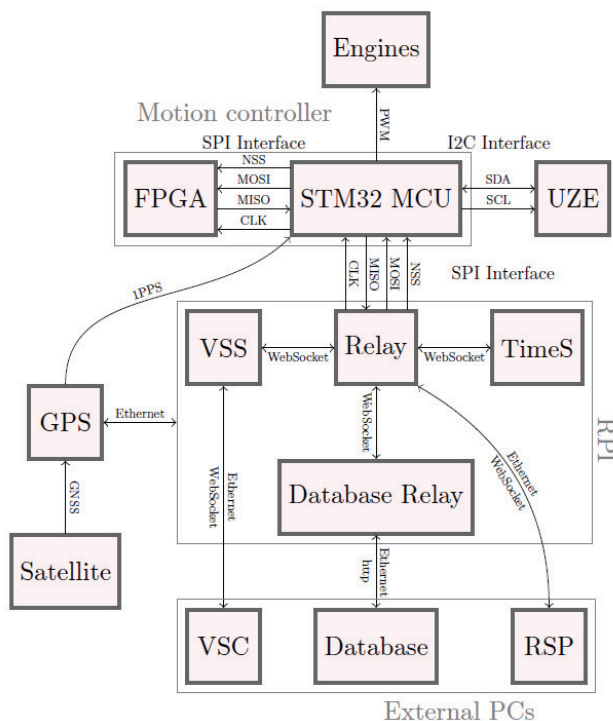 Engines
Motion controller
PWM
SPI Interface
I2C Interface
NSS
MOSI
MISO
CLK
FPGA
STM32 MCU
SDA
SCL
UZE
CLK
MISO
MOSI
NSS
SPI Interface
1PPS
VSS
WebSocket
Relay
WebSocket
TimeS
GPS
Ethernet
WebSocket
Ethernet
WebSocket
RPI
Ethernet
WebSocket
GNSS
Database Relay
Satellite
Ethernet
http
VSC
Database
RSP
External PCs